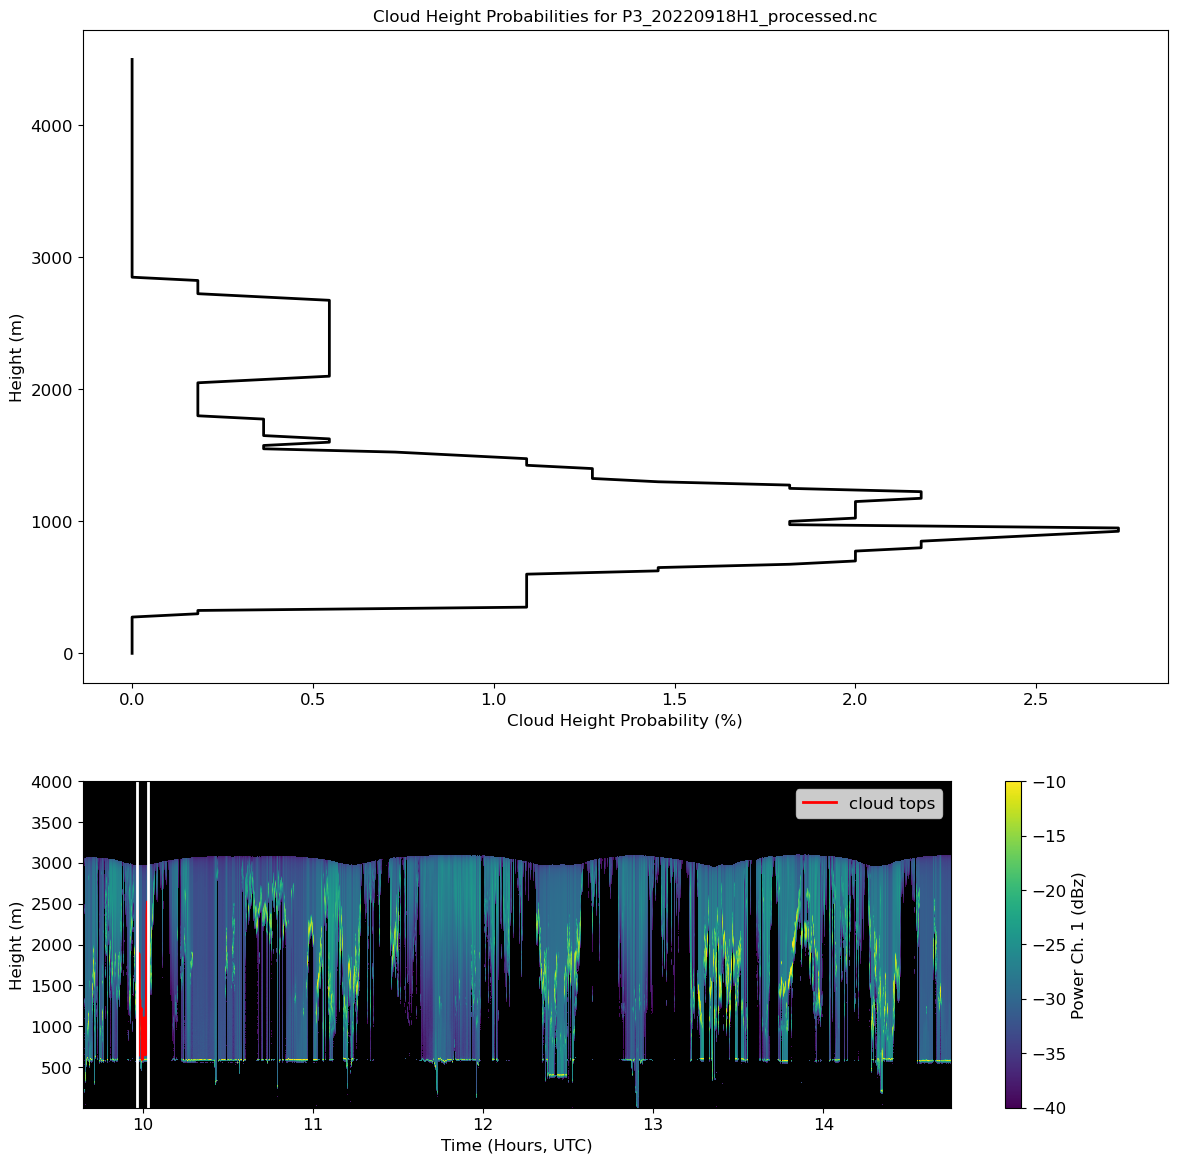 Cloud Height Probabilities for P3_20220918H1_processed.nc
4000
3000
2000
1000
0
Height (m)
0.0 0.5 1.0 1.5 2.0 2.5
Cloud Height Probability (%)
4000
3500
3000
2500
2000
1500
1000
500
Height (m)
cloud tops
10 11 12 13 14
Time (Hours, UTC)
−10
−15
−20
−25
−30
−35
−40
Power Ch. 1 (dBz)